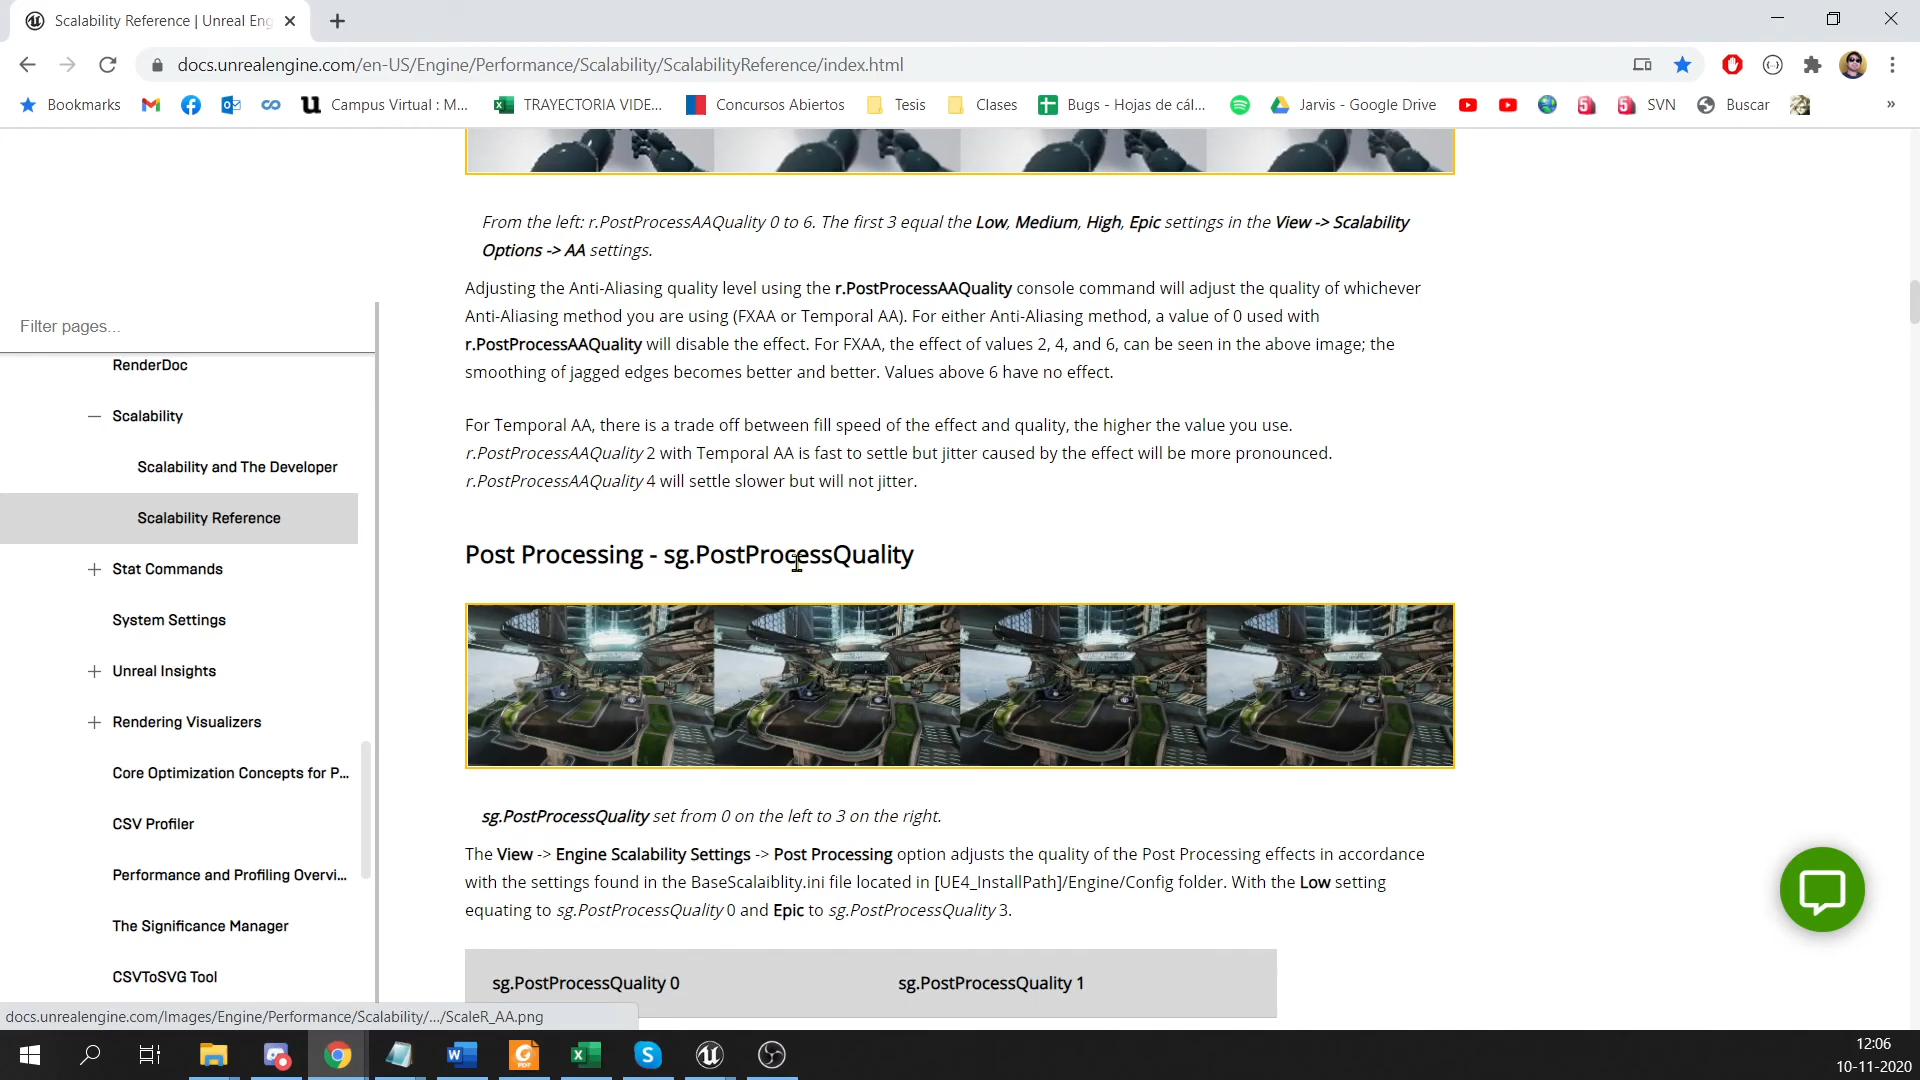 Scalability Reference | Unreal Eng
docs.unrealengine.com/en-US/Engine/Performance/Scalability/ScalabilityReference/index.html
Bookmarks
Campus Virtual : M...
TRAYECTORIA VIDE...
Concursos Abiertos
Tesis
Clases
Bugs - Hojas de cál...
Jarvis - Google Drive
SVN
Buscar
»
Filter pages...
RenderDoc
Scalability
Scalability and The Developer
Scalability Reference
Stat Commands
System Settings
Unreal Insights
Rendering Visualizers
Core Optimization Concepts for P...
CSV Profiler
Performance and Profiling Overvi...
The Significance Manager
CSVToSVG Tool
From the left: r.PostProcessAAQuality 0 to 6. The first 3 equal the Low, Medium, High, Epic settings in the View -> Scalability
Options -> AA settings.
Adjusting the Anti-Aliasing quality level using the r.PostProcessAAQuality console command will adjust the quality of whichever
Anti-Aliasing method you are using (FXAA or Temporal AA). For either Anti-Aliasing method, a value of 0 used with
r.PostProcessAAQuality will disable the effect. For FXAA, the effect of values 2, 4, and 6, can be seen in the above image; the
smoothing of jagged edges becomes better and better. Values above 6 have no effect.
For Temporal AA, there is a trade off between fill speed of the effect and quality, the higher the value you use.
r.PostProcessAAQuality 2 with Temporal AA is fast to settle but jitter caused by the effect will be more pronounced.
r.PostProcessAAQuality 4 will settle slower but will not jitter.
Post Processing - sg.PostProcessQuality
sg.PostProcessQuality set from 0 on the left to 3 on the right.
The View -> Engine Scalability Settings -> Post Processing option adjusts the quality of the Post Processing effects in accordance
with the settings found in the BaseScalaiblity.ini file located in [UE4_InstallPath]/Engine/Config folder. With the Low setting
equating to sg.PostProcessQuality 0 and Epic to sg.PostProcessQuality 3.
sg.PostProcessQuality 0
sg.PostProcessQuality 1
docs.unrealengine.com/Images/Engine/Performance/Scalability/.../ScaleR_AA.png
12:06
10-11-2020